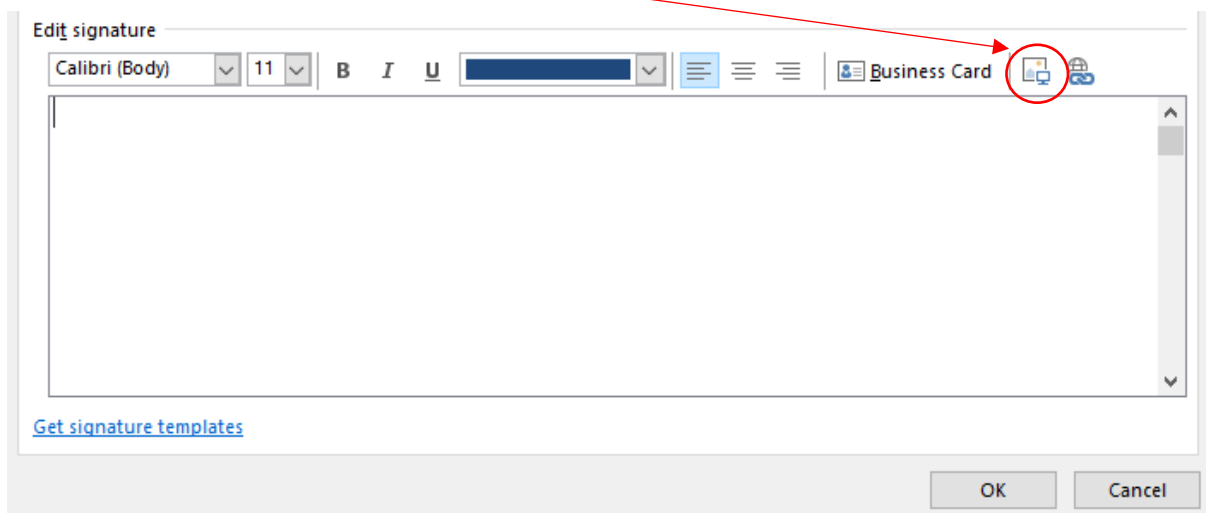 Edit signature
Calibri (Body) 11 B I U Business Card
Get signature templates
OK Cancel